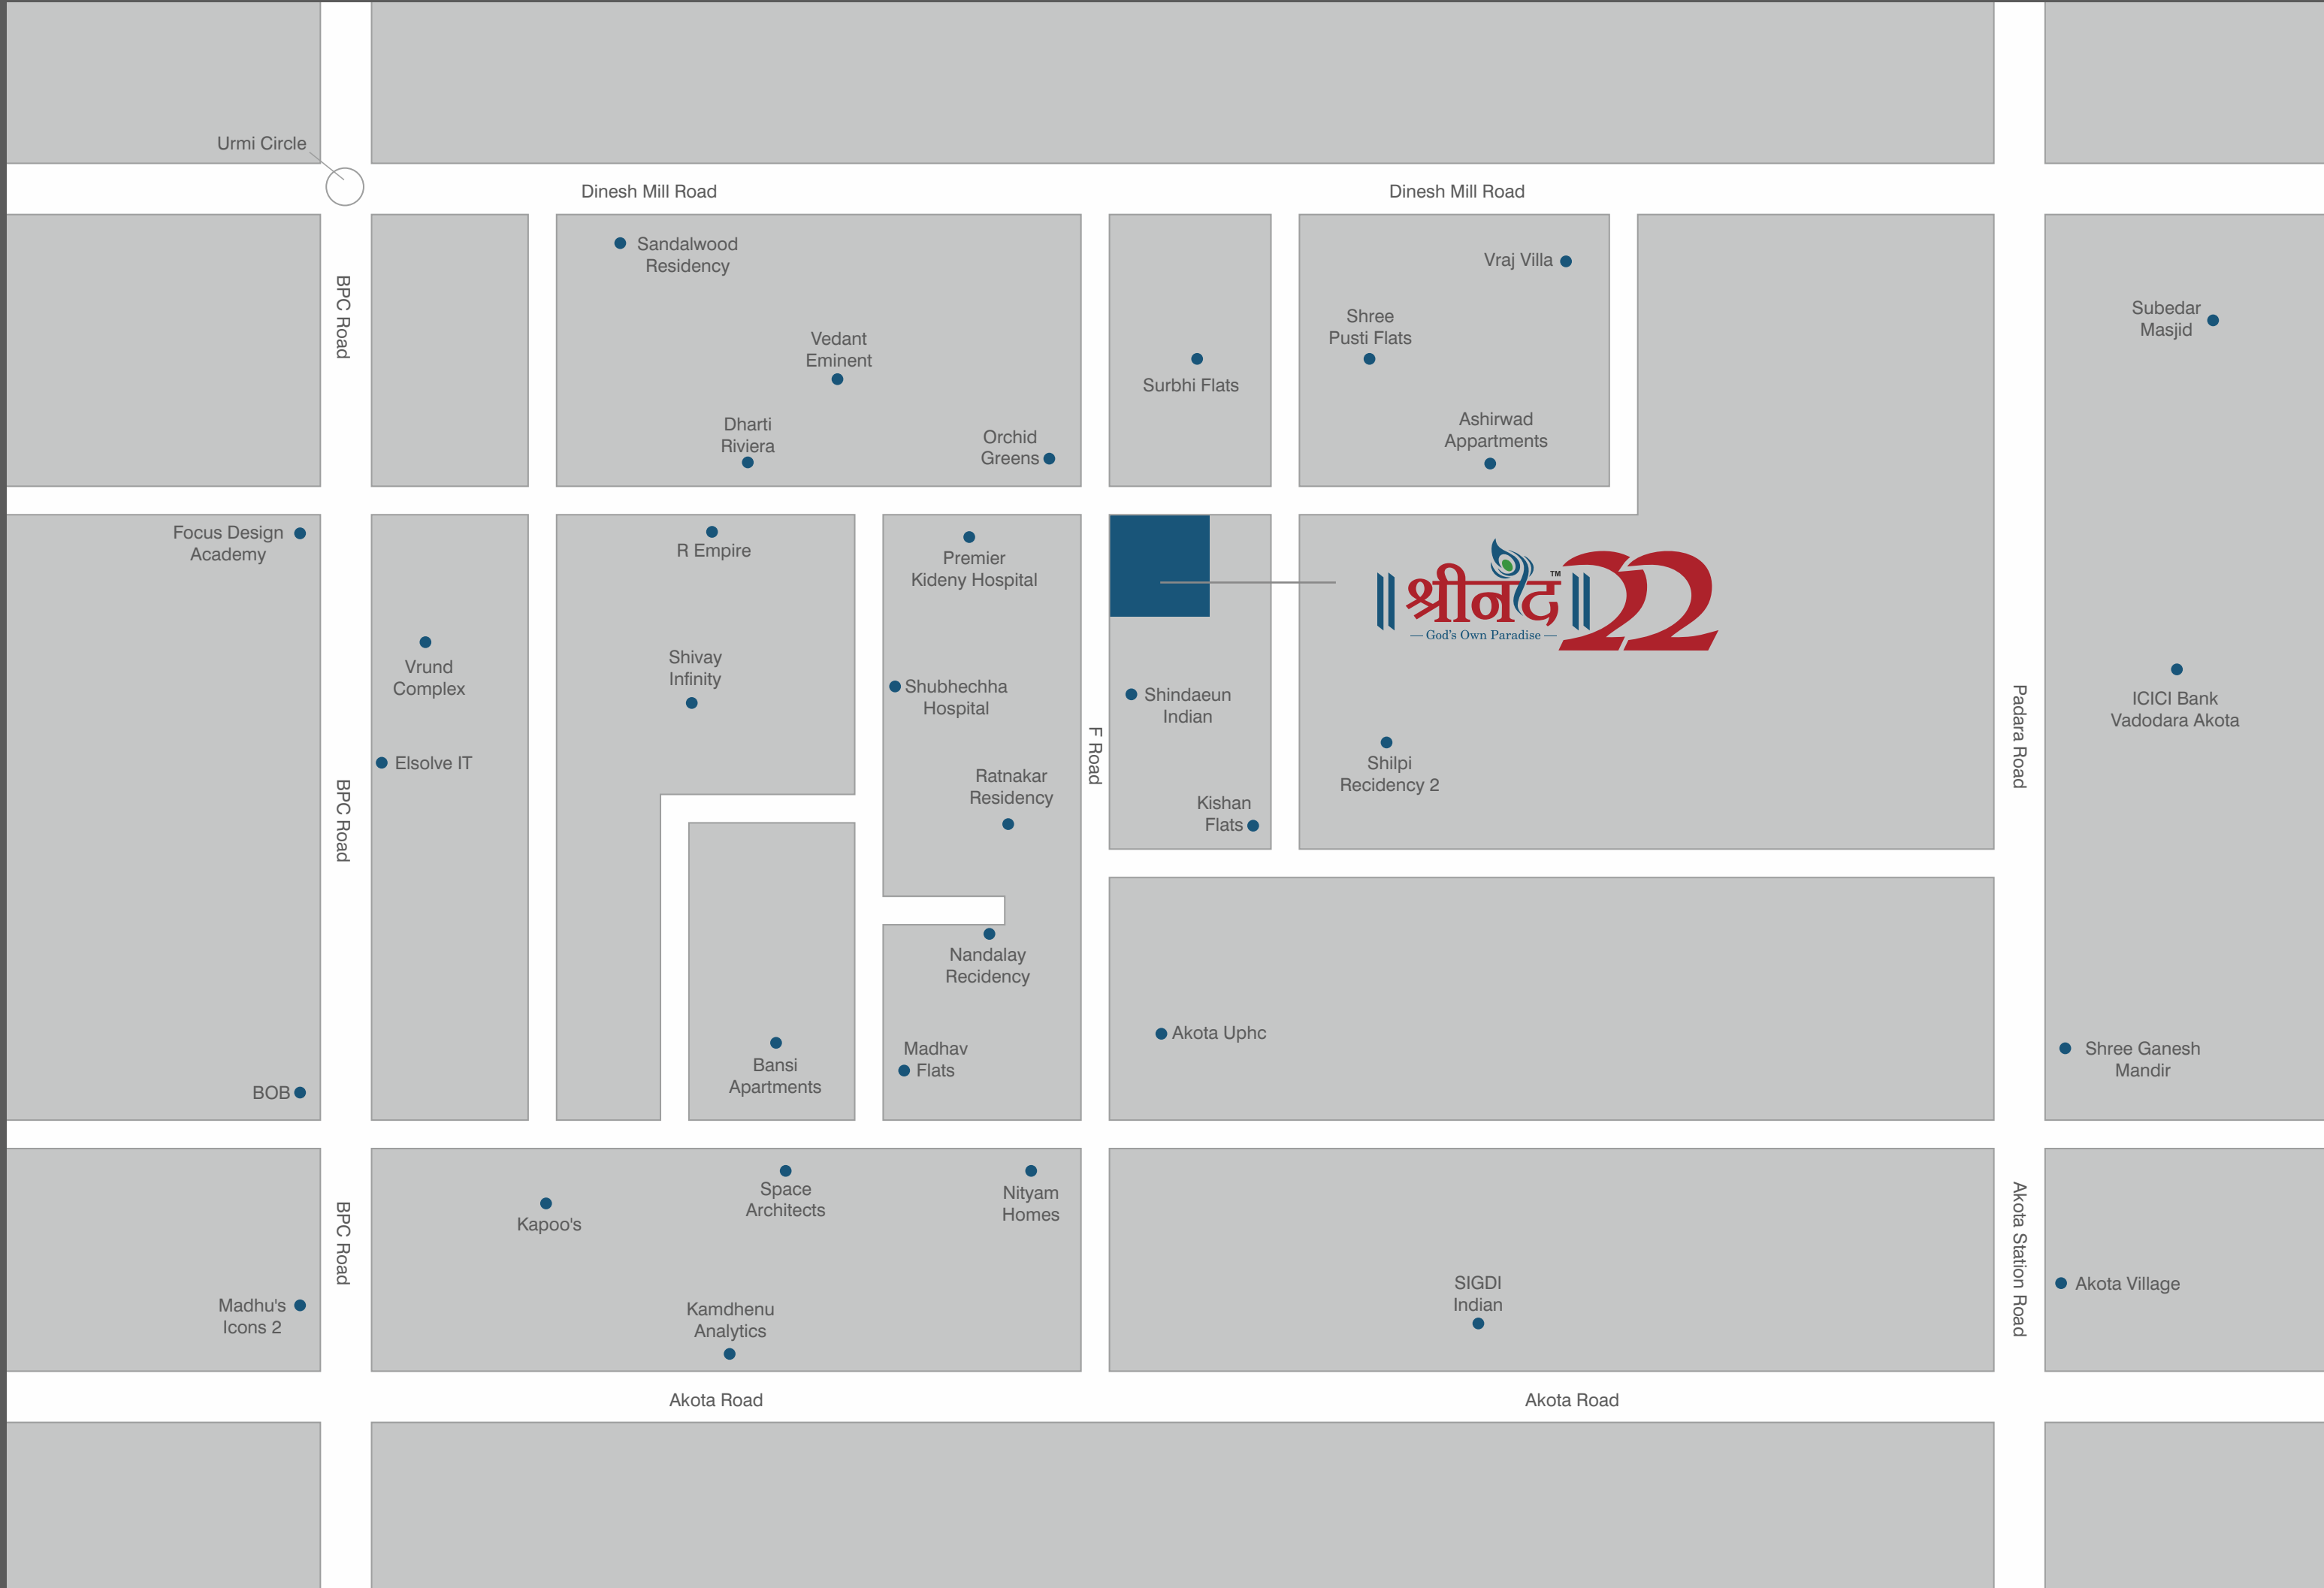 Urmi Circle
Dinesh Mill Road
Dinesh Mill Road
BPC Road
Sandalwood
Residency
Vedant
Eminent
Dharti
Riviera
Orchid
Greens
Surbhi Flats
Shree
Pusti Flats
Vraj Villa
Ashirwad
Appartments
Subedar
Masjid
Focus Design
Academy
Vrund
Complex
Elsolve IT
BPC Road
BOB
R Empire
Shivay
Infinity
Premier
Kideny Hospital
Shubhechha
Hospital
Ratnakar
Residency
Nandalay
Recidency
Madhav
Flats
Bansi
Apartments
F Road
Shindaeun
Indian
Kishan
Flats
॥श्रीनंद॥ 22
TM
— God's Own Paradise —
Shilpi
Recidency 2
Padara Road
ICICI Bank
Vadodara Akota
Akota Uphc
Shree Ganesh
Mandir
BPC Road
Madhu's
Icons 2
Kapoo's
Space
Architects
Nityam
Homes
Kamdhenu
Analytics
SIGDI
Indian
Akota Station Road
Akota Village
Akota Road
Akota Road